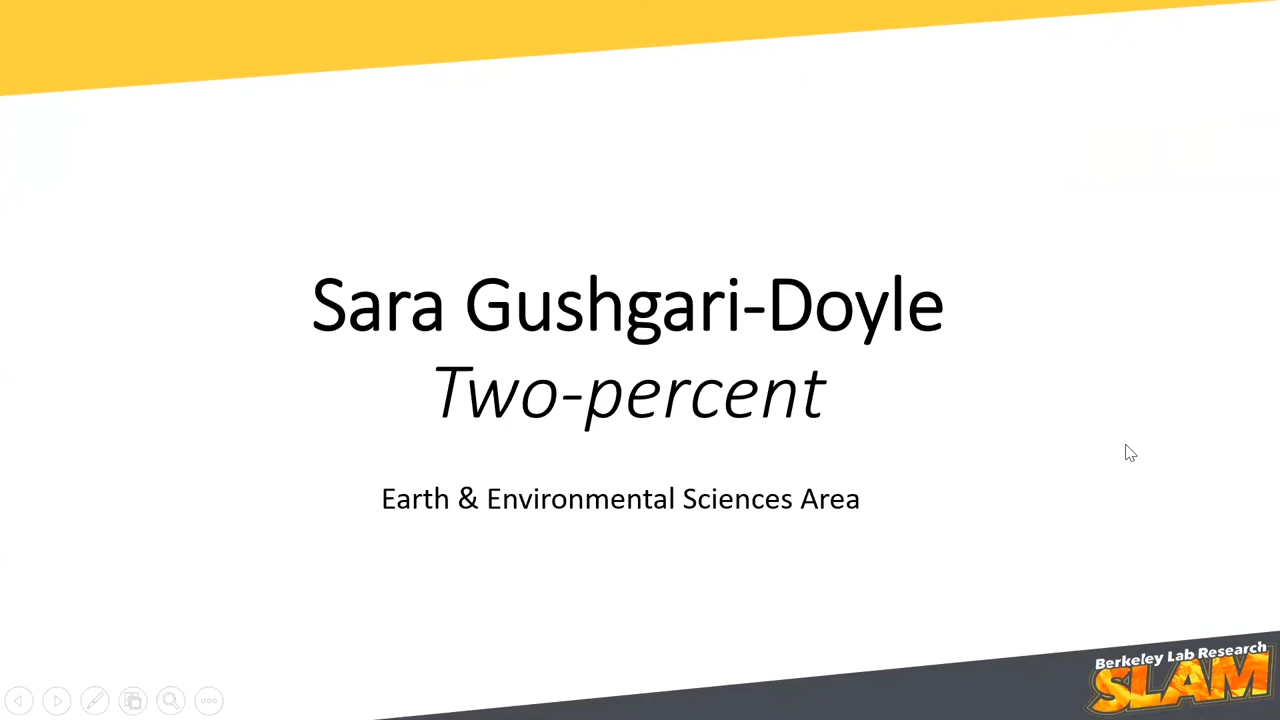 Sara Gushgari-Doyle
Two-percent
Earth & Environmental Sciences Area
Berkeley Lab Research
SLAM